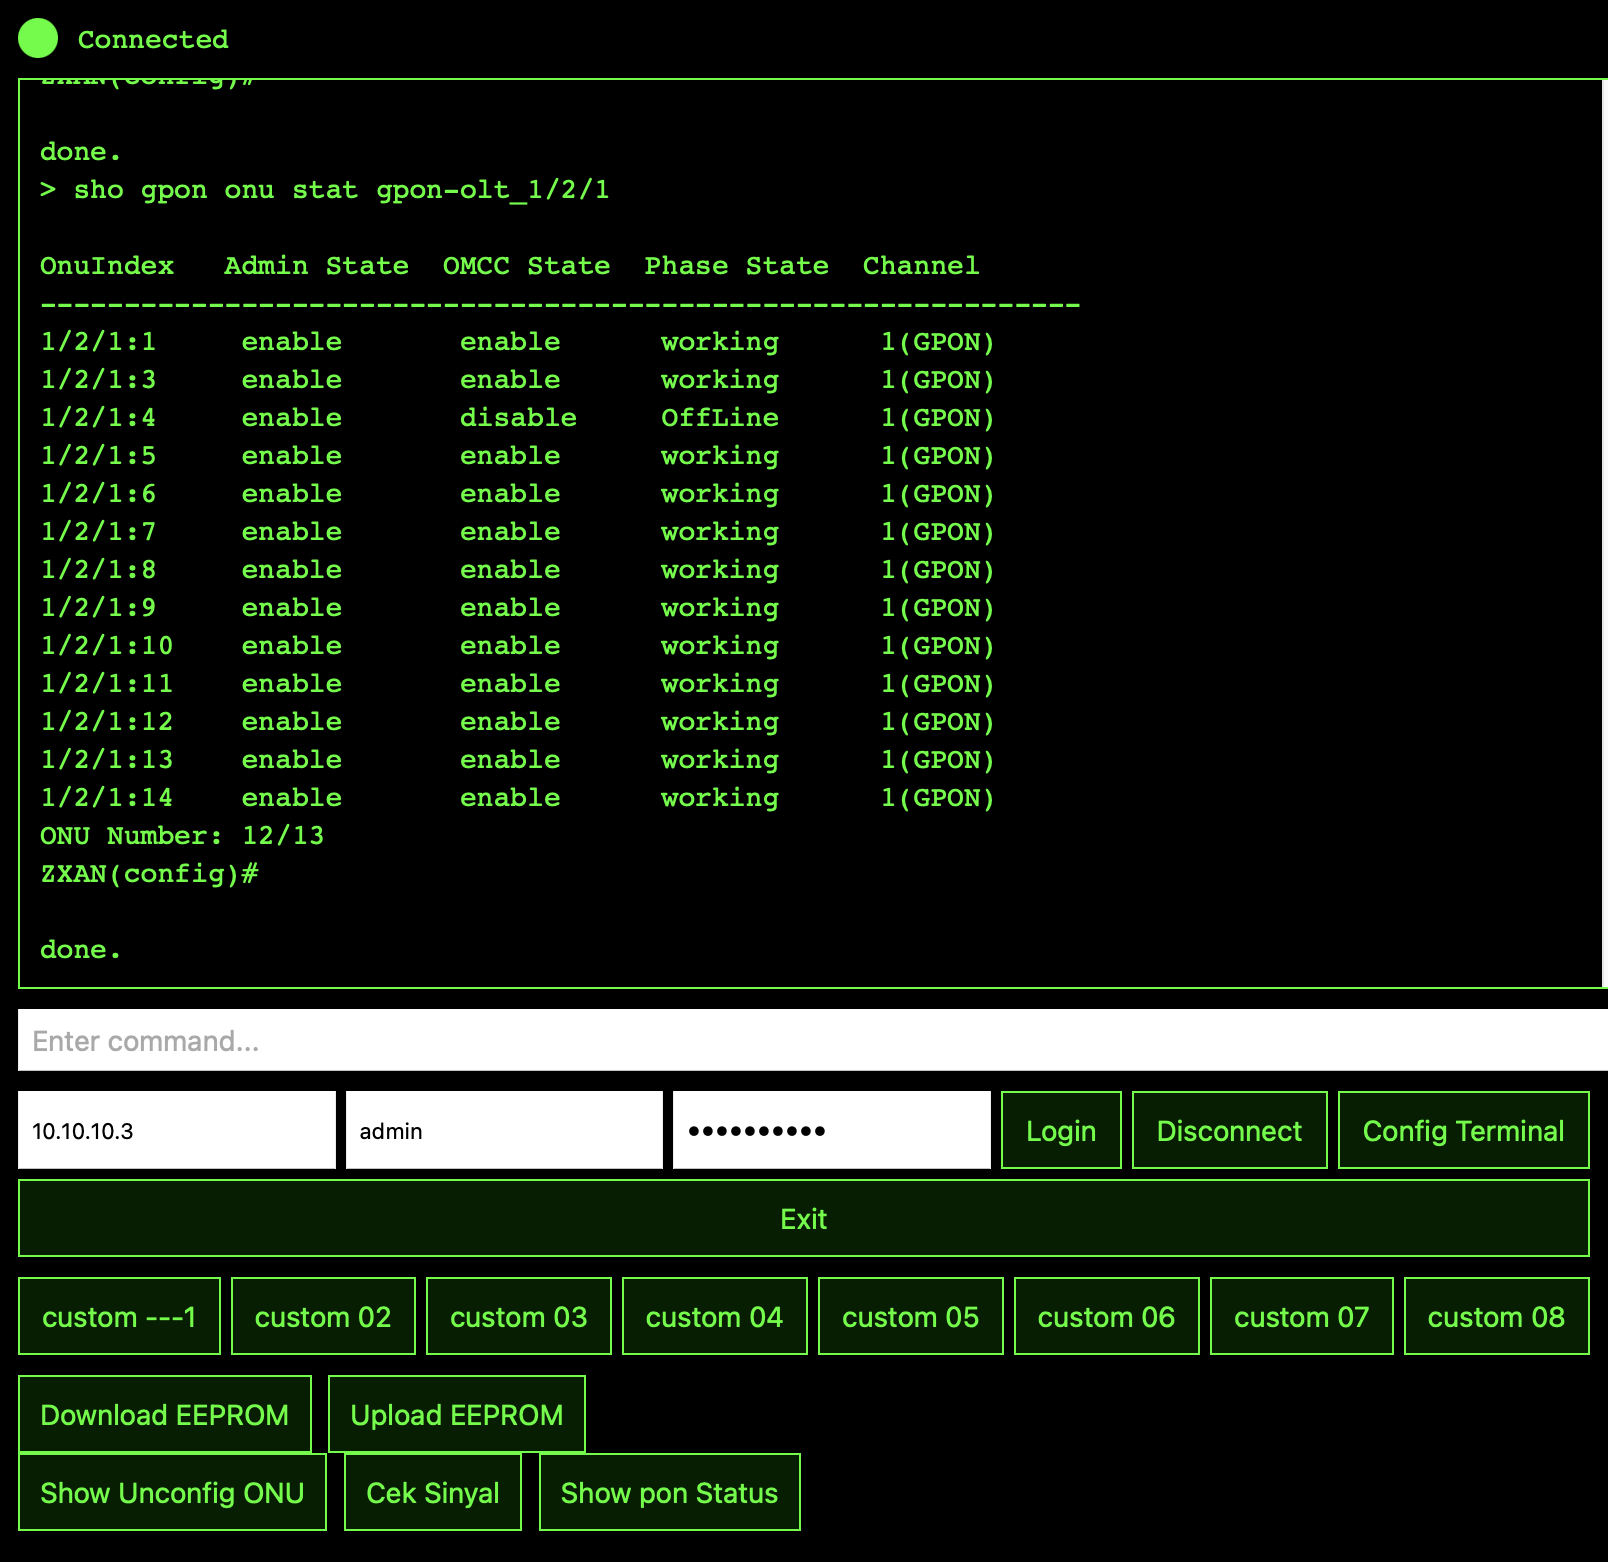 Connected
ZXAN(config)#
done.
> sho gpon onu stat gpon-olt_1/2/1
OnuIndex   Admin State  OMCC State  Phase State  Channel
--------------------------------------------------------------
1/2/1:1     enable       enable      working      1(GPON)
1/2/1:3     enable       enable      working      1(GPON)
1/2/1:4     enable       disable     OffLine      1(GPON)
1/2/1:5     enable       enable      working      1(GPON)
1/2/1:6     enable       enable      working      1(GPON)
1/2/1:7     enable       enable      working      1(GPON)
1/2/1:8     enable       enable      working      1(GPON)
1/2/1:9     enable       enable      working      1(GPON)
1/2/1:10    enable       enable      working      1(GPON)
1/2/1:11    enable       enable      working      1(GPON)
1/2/1:12    enable       enable      working      1(GPON)
1/2/1:13    enable       enable      working      1(GPON)
1/2/1:14    enable       enable      working      1(GPON)
ONU Number: 12/13
ZXAN(config)#
done.
Enter command...
10.10.10.3 admin •••••••••• Login Disconnect Config Terminal
Exit
custom ---1 custom 02 custom 03 custom 04 custom 05 custom 06 custom 07 custom 08
Download EEPROM Upload EEPROM
Show Unconfig ONU Cek Sinyal Show pon Status